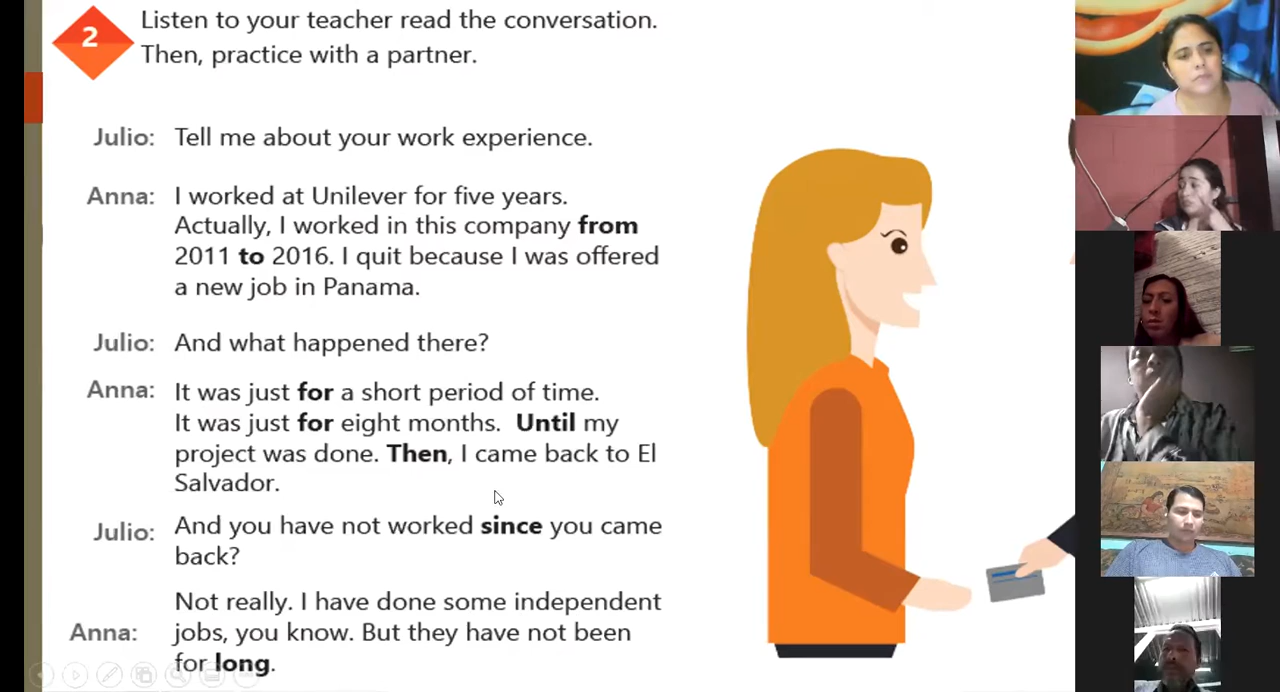 2
Listen to your teacher read the conversation.
Then, practice with a partner.
Julio: Tell me about your work experience.
Anna: I worked at Unilever for five years.
Actually, I worked in this company from
2011 to 2016. I quit because I was offered
a new job in Panama.
Julio: And what happened there?
Anna: It was just for a short period of time.
It was just for eight months. Until my
project was done. Then, I came back to El
Salvador.
Julio: And you have not worked since you came
back?
Not really. I have done some independent
Anna: jobs, you know. But they have not been
for long.